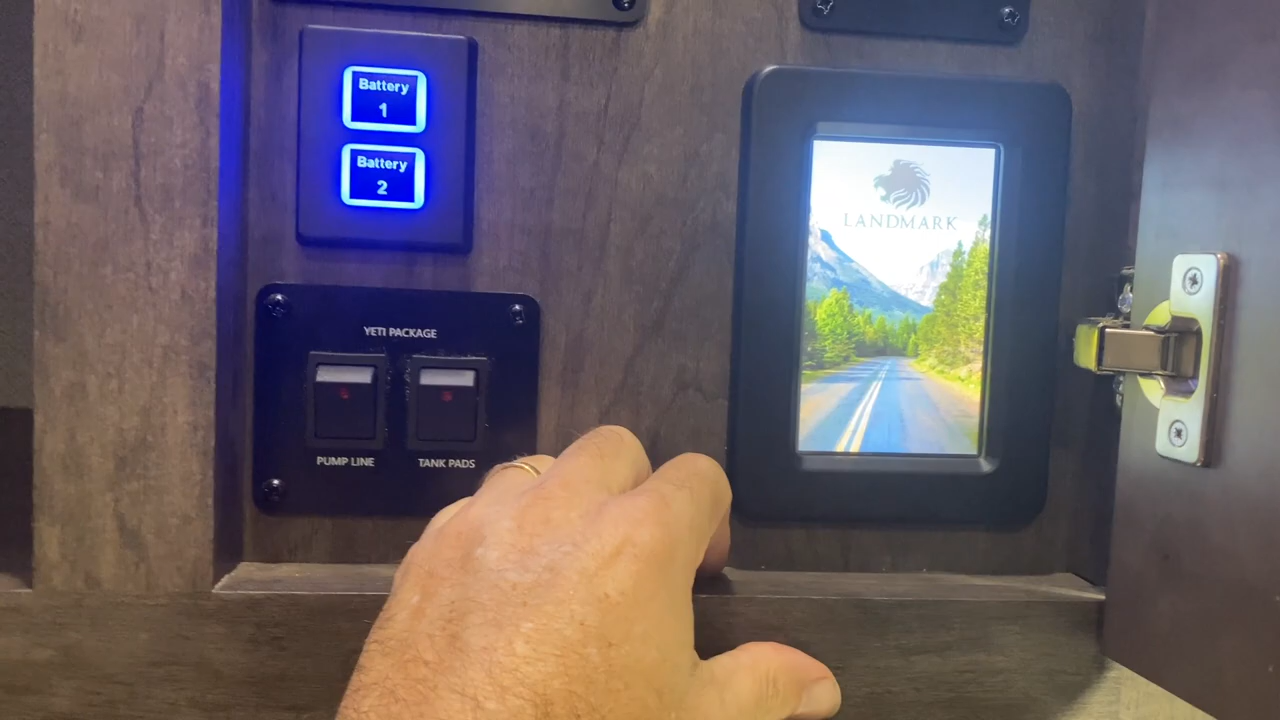 Battery
1
Battery
2
LANDMARK
YETI PACKAGE
PUMP LINE
TANK PADS